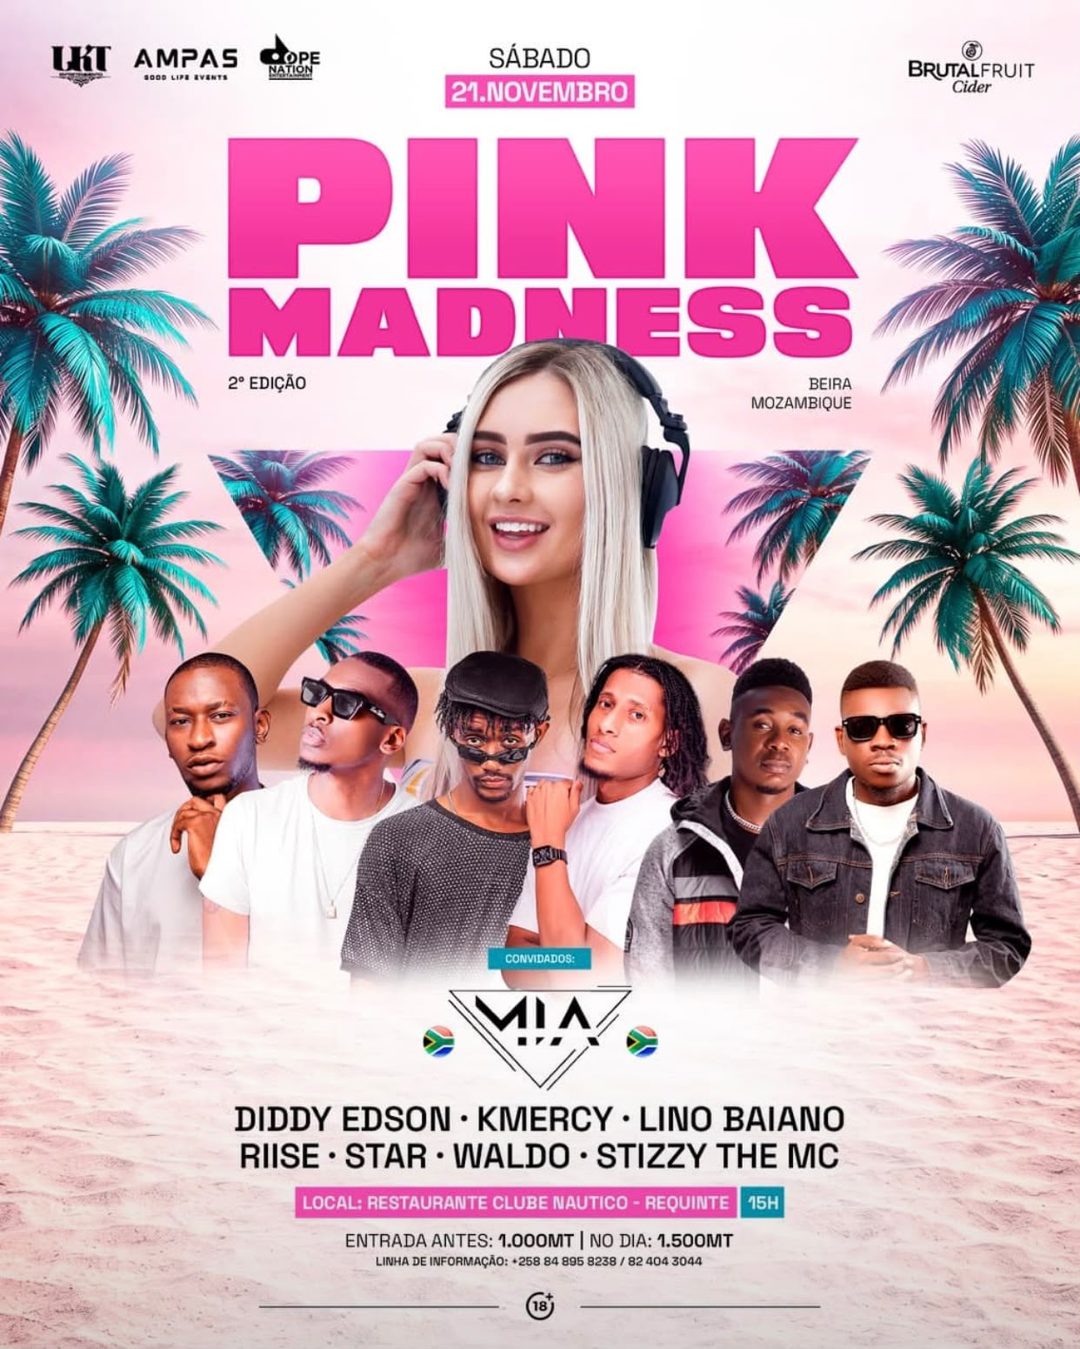 LKT
AMPAS
GOOD LIFE EVENTS
DOPE
NATION
ENTERTAINMENT
SÁBADO
21.NOVEMBRO
BRUTALFRUIT
Cider
PINK
MADNESS
2° EDIÇÃO
BEIRA
MOZAMBIQUE
CONVIDADOS:
MIA
DIDDY EDSON · KMERCY · LINO BAIANO
RIISE · STAR · WALDO · STIZZY THE MC
LOCAL: RESTAURANTE CLUBE NAUTICO - REQUINTE 15H
ENTRADA ANTES: 1.000MT | NO DIA: 1.500MT
LINHA DE INFORMAÇÃO: +258 84 895 8238 / 82 404 3044
18+